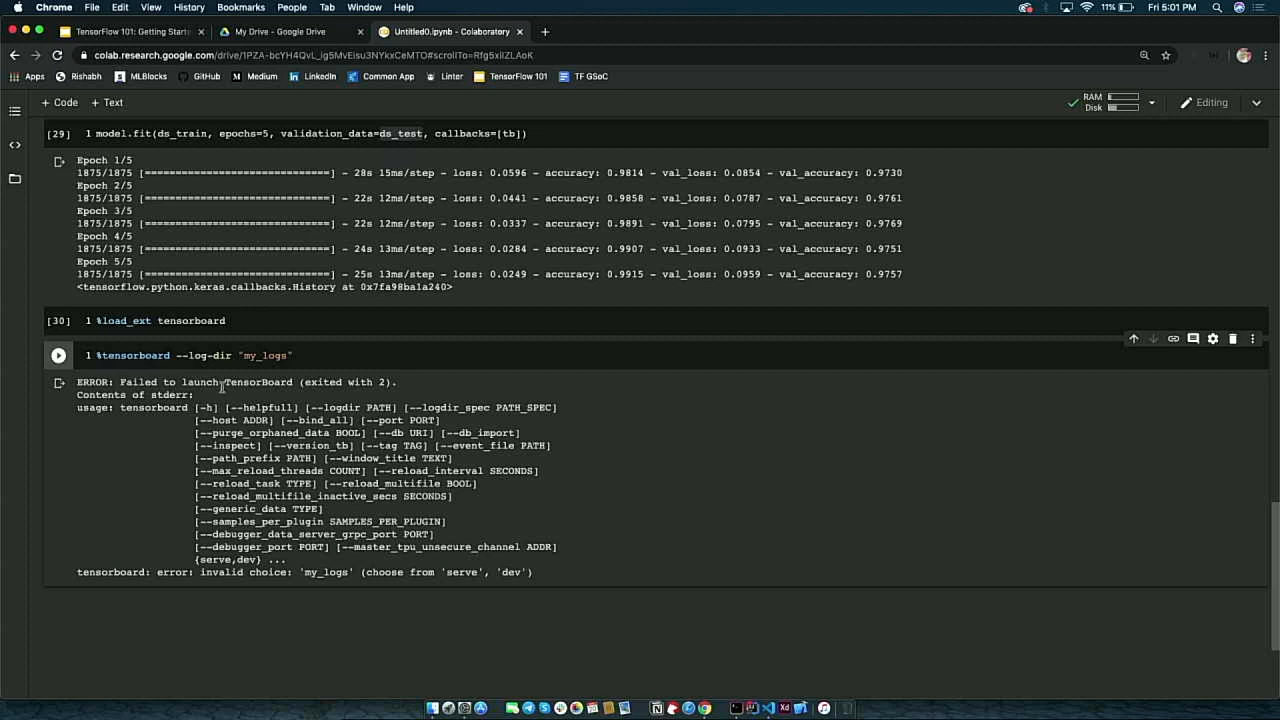 Chrome File Edit View History Bookmarks People Tab Window Help 11% Fri 5:01 PM
TensorFlow 101: Getting Starte My Drive - Google Drive Untitled0.ipynb - Colaboratory
colab.research.google.com/drive/1PZA-bcYH4QvL_ig5MvEisu3NYkxCeMTO#scrollTo=Rfg5xiIZLAoK
Apps Rishabh MLBlocks GitHub Medium LinkedIn Common App Linter TensorFlow 101 TF GSoC
+ Code + Text RAM Disk Editing
[29] 1 model.fit(ds_train, epochs=5, validation_data=ds_test, callbacks=[tb])
Epoch 1/5
1875/1875 [==============================] - 28s 15ms/step - loss: 0.0596 - accuracy: 0.9814 - val_loss: 0.0854 - val_accuracy: 0.9730
Epoch 2/5
1875/1875 [==============================] - 22s 12ms/step - loss: 0.0441 - accuracy: 0.9858 - val_loss: 0.0787 - val_accuracy: 0.9761
Epoch 3/5
1875/1875 [==============================] - 22s 12ms/step - loss: 0.0337 - accuracy: 0.9891 - val_loss: 0.0795 - val_accuracy: 0.9769
Epoch 4/5
1875/1875 [==============================] - 24s 13ms/step - loss: 0.0284 - accuracy: 0.9907 - val_loss: 0.0933 - val_accuracy: 0.9751
Epoch 5/5
1875/1875 [==============================] - 25s 13ms/step - loss: 0.0249 - accuracy: 0.9915 - val_loss: 0.0959 - val_accuracy: 0.9757
<tensorflow.python.keras.callbacks.History at 0x7fa98ba1a240>
[30] 1 %load_ext tensorboard
1 %tensorboard --log-dir "my_logs"
ERROR: Failed to launch TensorBoard (exited with 2).
Contents of stderr:
usage: tensorboard [-h] [--helpfull] [--logdir PATH] [--logdir_spec PATH_SPEC]
[--host ADDR] [--bind_all] [--port PORT]
[--purge_orphaned_data BOOL] [--db URI] [--db_import]
[--inspect] [--version_tb] [--tag TAG] [--event_file PATH]
[--path_prefix PATH] [--window_title TEXT]
[--max_reload_threads COUNT] [--reload_interval SECONDS]
[--reload_task TYPE] [--reload_multifile BOOL]
[--reload_multifile_inactive_secs SECONDS]
[--generic_data TYPE]
[--samples_per_plugin SAMPLES_PER_PLUGIN]
[--debugger_data_server_grpc_port PORT]
[--debugger_port PORT] [--master_tpu_unsecure_channel ADDR]
{serve,dev} ...
tensorboard: error: invalid choice: 'my_logs' (choose from 'serve', 'dev')